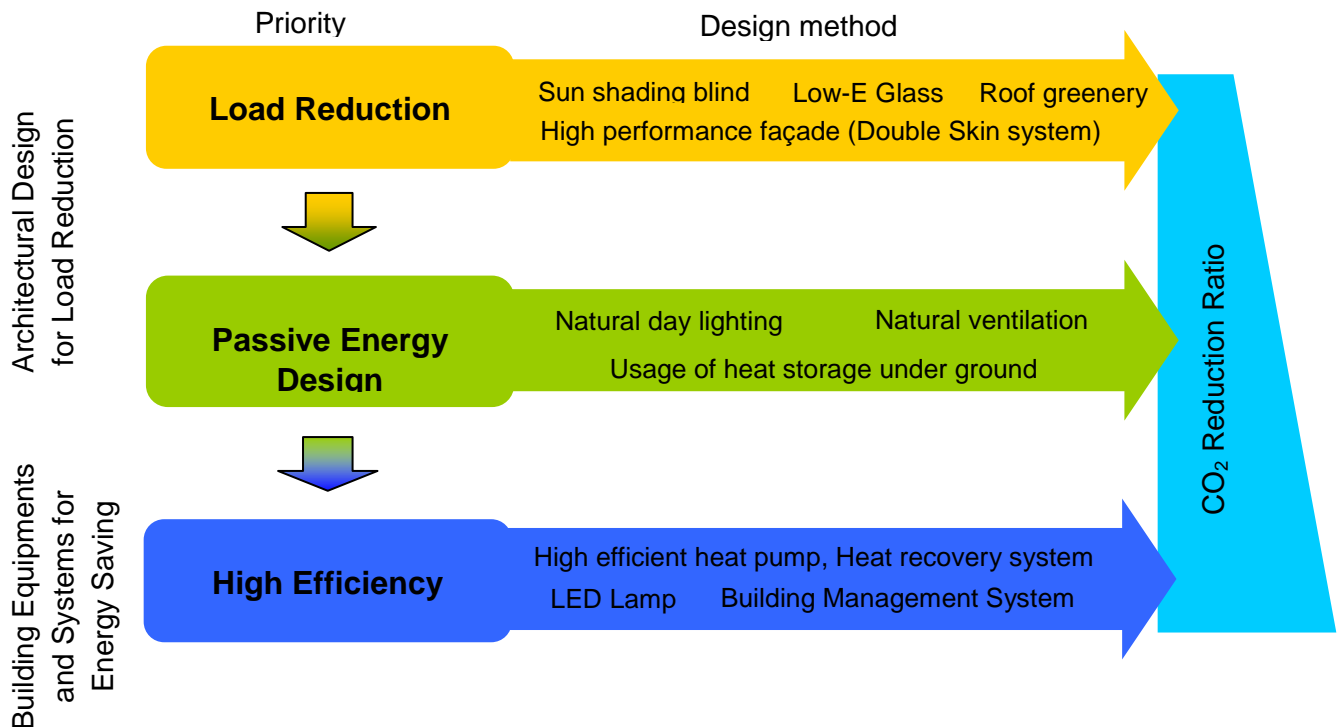 Priority
Design method
Architectural Design
for Load Reduction
Load Reduction
Sun shading blind
Low-E Glass
Roof greenery
High performance façade (Double Skin system)
Passive Energy
Design
Natural day lighting
Natural ventilation
Usage of heat storage under ground
Building Equipments
and Systems for
Energy Saving
High Efficiency
High efficient heat pump, Heat recovery system
LED Lamp
Building Management System
CO₂ Reduction Ratio